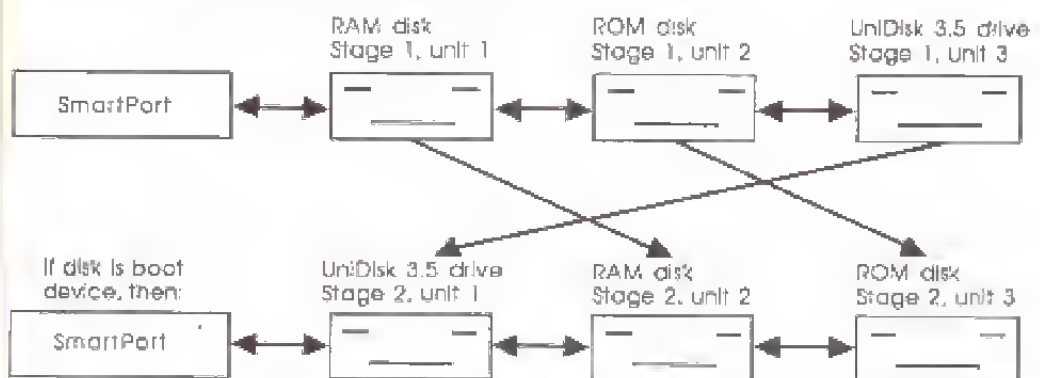 RAM disk
Stage 1, unit 1
ROM disk
Stage 1, unit 2
UniDisk 3.5 drive
Stage 1, unit 3
SmartPort
If disk is boot
device, then:
UniDisk 3.5 drive
Stage 2, unit 1
RAM disk
Stage 2, unit 2
ROM disk
Stage 2, unit 3
SmartPort